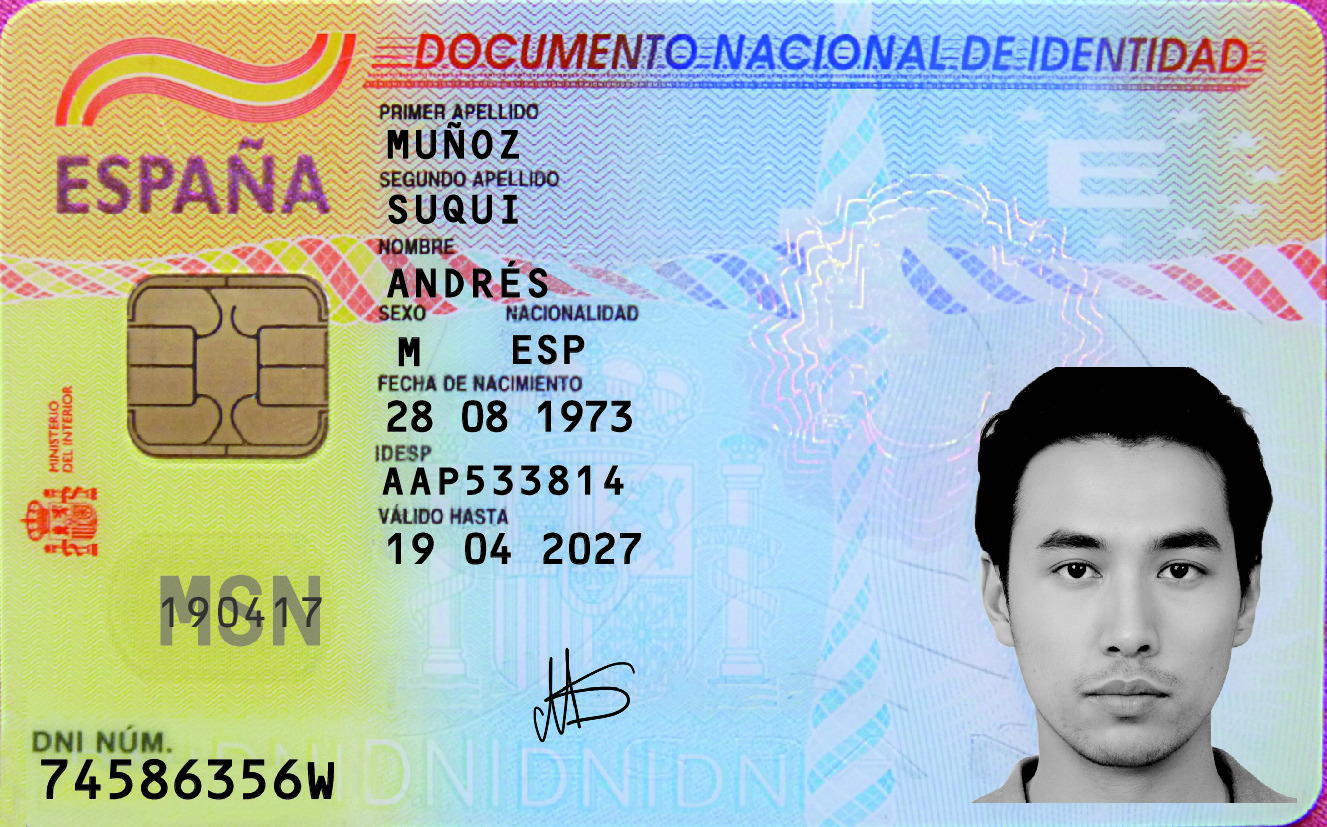 DOCUMENTO NACIONAL DE IDENTIDAD
ESPAÑA
PRIMER APELLIDO
MUÑOZ
SEGUNDO APELLIDO
SUQUI
NOMBRE
ANDRÉS
SEXO NACIONALIDAD
M ESP
FECHA DE NACIMIENTO
28 08 1973
IDESP
AAP533814
VÁLIDO HASTA
19 04 2027
MINISTERIO
DEL INTERIOR
E
MSN
190417
DNI NÚM.
74586356W
DNIDNIDNIDNI